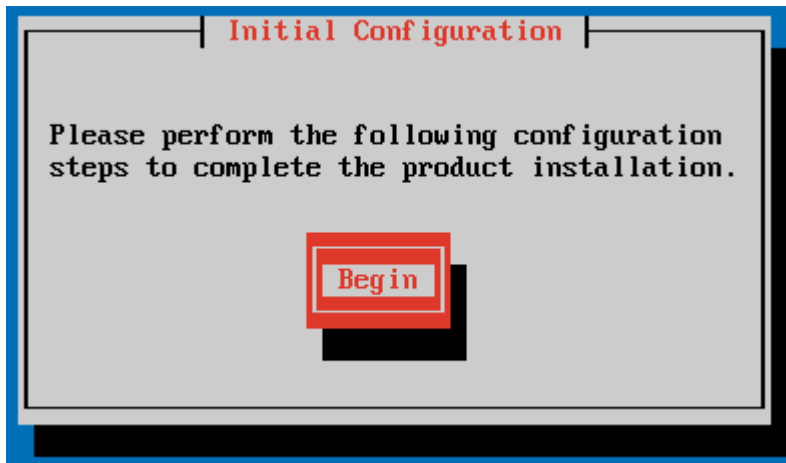 Initial Configuration
Please perform the following configuration
steps to complete the product installation.
Begin